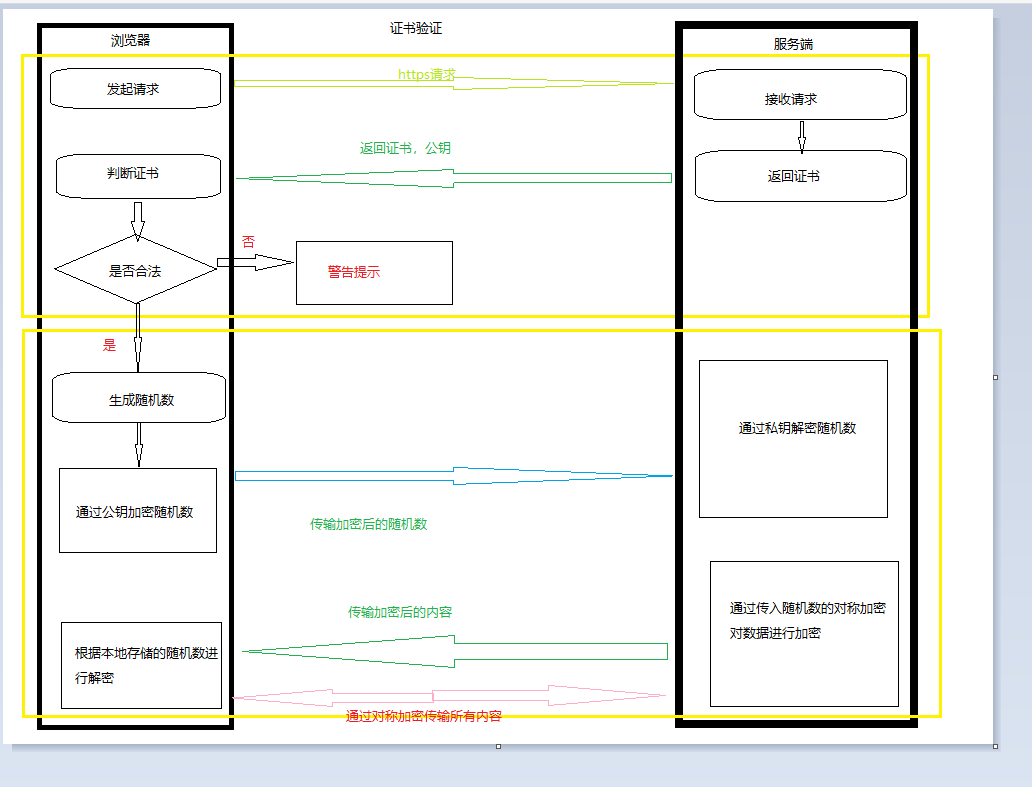 浏览器
证书验证
服务端
发起请求
https请求
接收请求
返回证书，公钥
判断证书
返回证书
否
是否合法
警告提示
是
生成随机数
通过私钥解密随机数
通过公钥加密随机数
传输加密后的随机数
传输加密后的内容
通过传入随机数的对称加密
对数据进行加密
根据本地存储的随机数进
行解密
通过对称加密传输所有内容